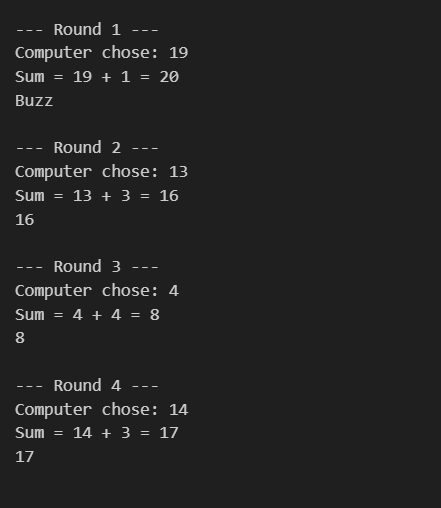 --- Round 1 ---
Computer chose: 19
Sum = 19 + 1 = 20
Buzz
--- Round 2 ---
Computer chose: 13
Sum = 13 + 3 = 16
16
--- Round 3 ---
Computer chose: 4
Sum = 4 + 4 = 8
8
--- Round 4 ---
Computer chose: 14
Sum = 14 + 3 = 17
17